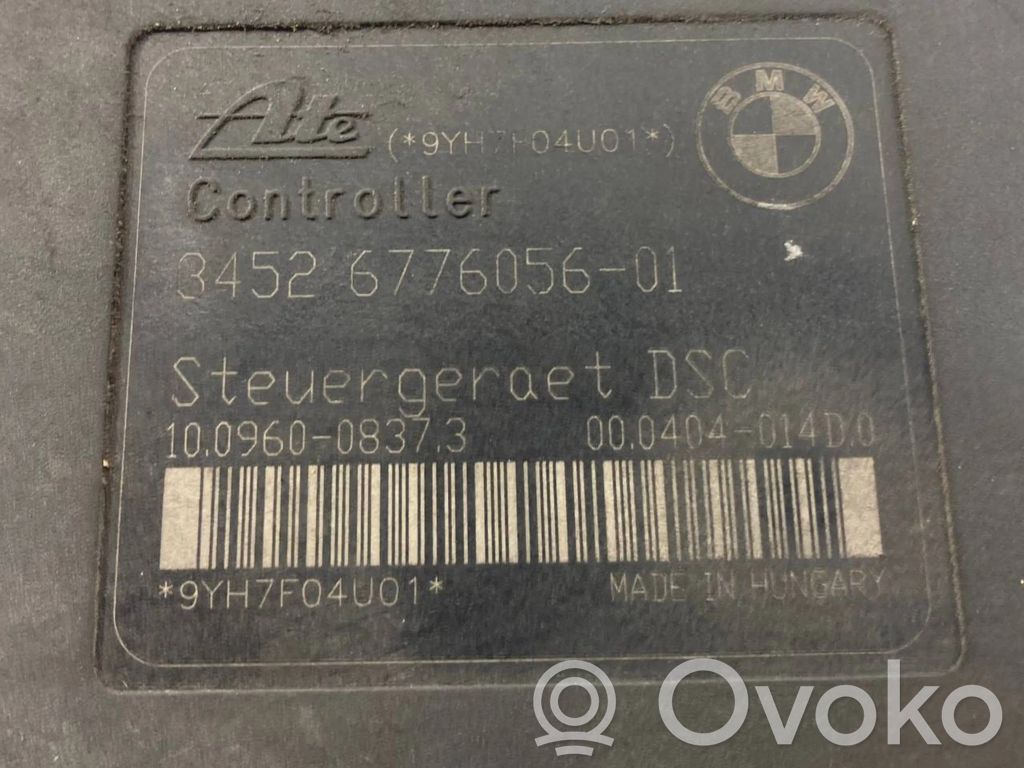 Ate (*9YH7F04U01*)
BMW
Controller
3452 6776056-01
Steuergeraet DSC
10.0960-0837.3 00.0404-014D.0
*9YH7F04U01* MADE IN HUNGARY
Ovoko